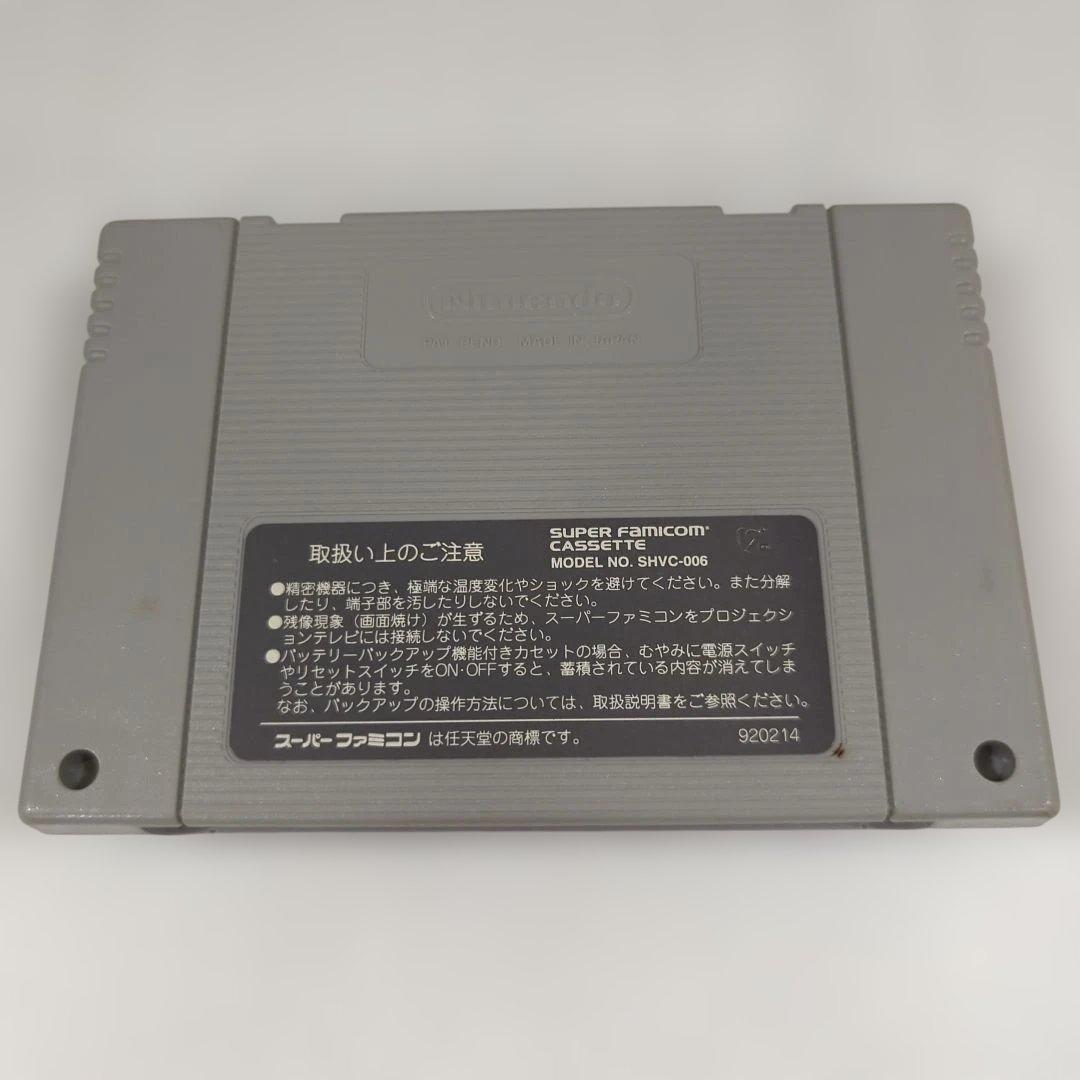 Nintendo
PAT. PEND. MADE IN JAPAN
取扱い上のご注意
SUPER FAMICOM
CASSETTE
MODEL NO. SHVC-006
●精密機器につき、極端な温度変化やショックを避けてください。また分解
したり、端子部を汚したりしないでください。
●残像現象（画面焼け）が生ずるため、スーパーファミコンをプロジェクシ
ョンテレビには接続しないでください。
●バッテリーバックアップ機能付きカセットの場合、むやみに電源スイッチ
やリセットスイッチをON・OFFすると、蓄積されている内容が消えてしま
うことがあります。
なお、バックアップの操作方法については、取扱説明書をご参照ください。
スーパーファミコン は任天堂の商標です。
920214